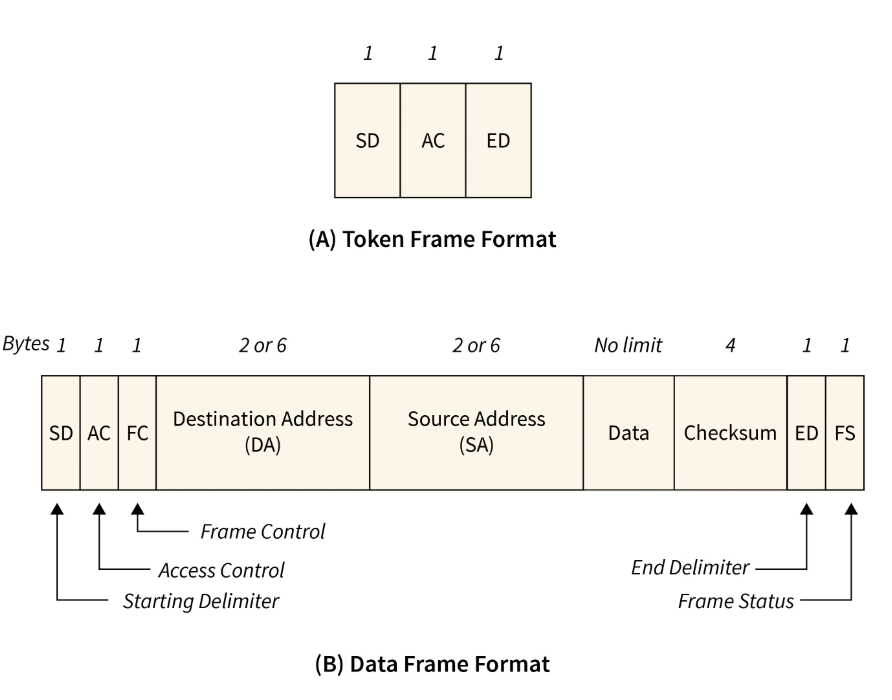 1 1 1
SD AC ED
(A) Token Frame Format
Bytes 1 1 1 2 or 6 2 or 6 No limit 4 1 1
SD AC FC Destination Address (DA) Source Address (SA) Data Checksum ED FS
Frame Control
Access Control
Starting Delimiter
End Delimiter
Frame Status
(B) Data Frame Format